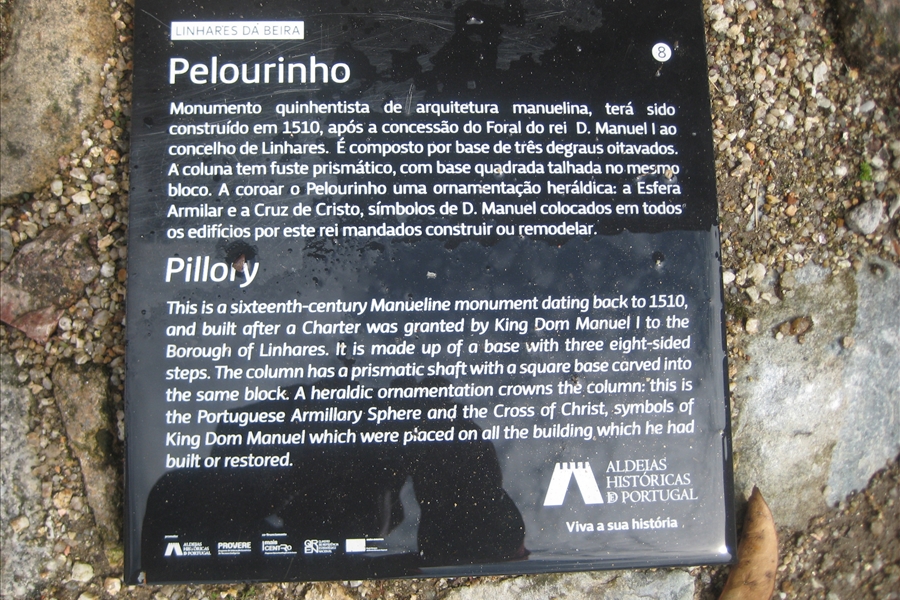 LINHARES DA BEIRA
8
Pelourinho
Monumento quinhentista de arquitetura manuelina, terá sido
construído em 1510, após a concessão do Foral do rei D. Manuel I ao
concelho de Linhares. É composto por base de três degraus oitavados.
A coluna tem fuste prismático, com base quadrada talhada no mesmo
bloco. A coroar o Pelourinho uma ornamentação heráldica: a Esfera
Armilar e a Cruz de Cristo, símbolos de D. Manuel colocados em todos
os edifícios por este rei mandados construir ou remodelar.
Pillory
This is a sixteenth-century Manueline monument dating back to 1510,
and built after a Charter was granted by King Dom Manuel I to the
Borough of Linhares. It is made up of a base with three eight-sided
steps. The column has a prismatic shaft with a square base carved into
the same block. A heraldic ornamentation crowns the column: this is
the Portuguese Armillary Sphere and the Cross of Christ, symbols of
King Dom Manuel which were placed on all the building which he had
built or restored.
ALDEIAS
HISTÓRICAS
DE PORTUGAL
Viva a sua história
ALDEIAS
HISTÓRICAS
DE PORTUGAL
PROVERE
mais
CENTRO
QR
EN